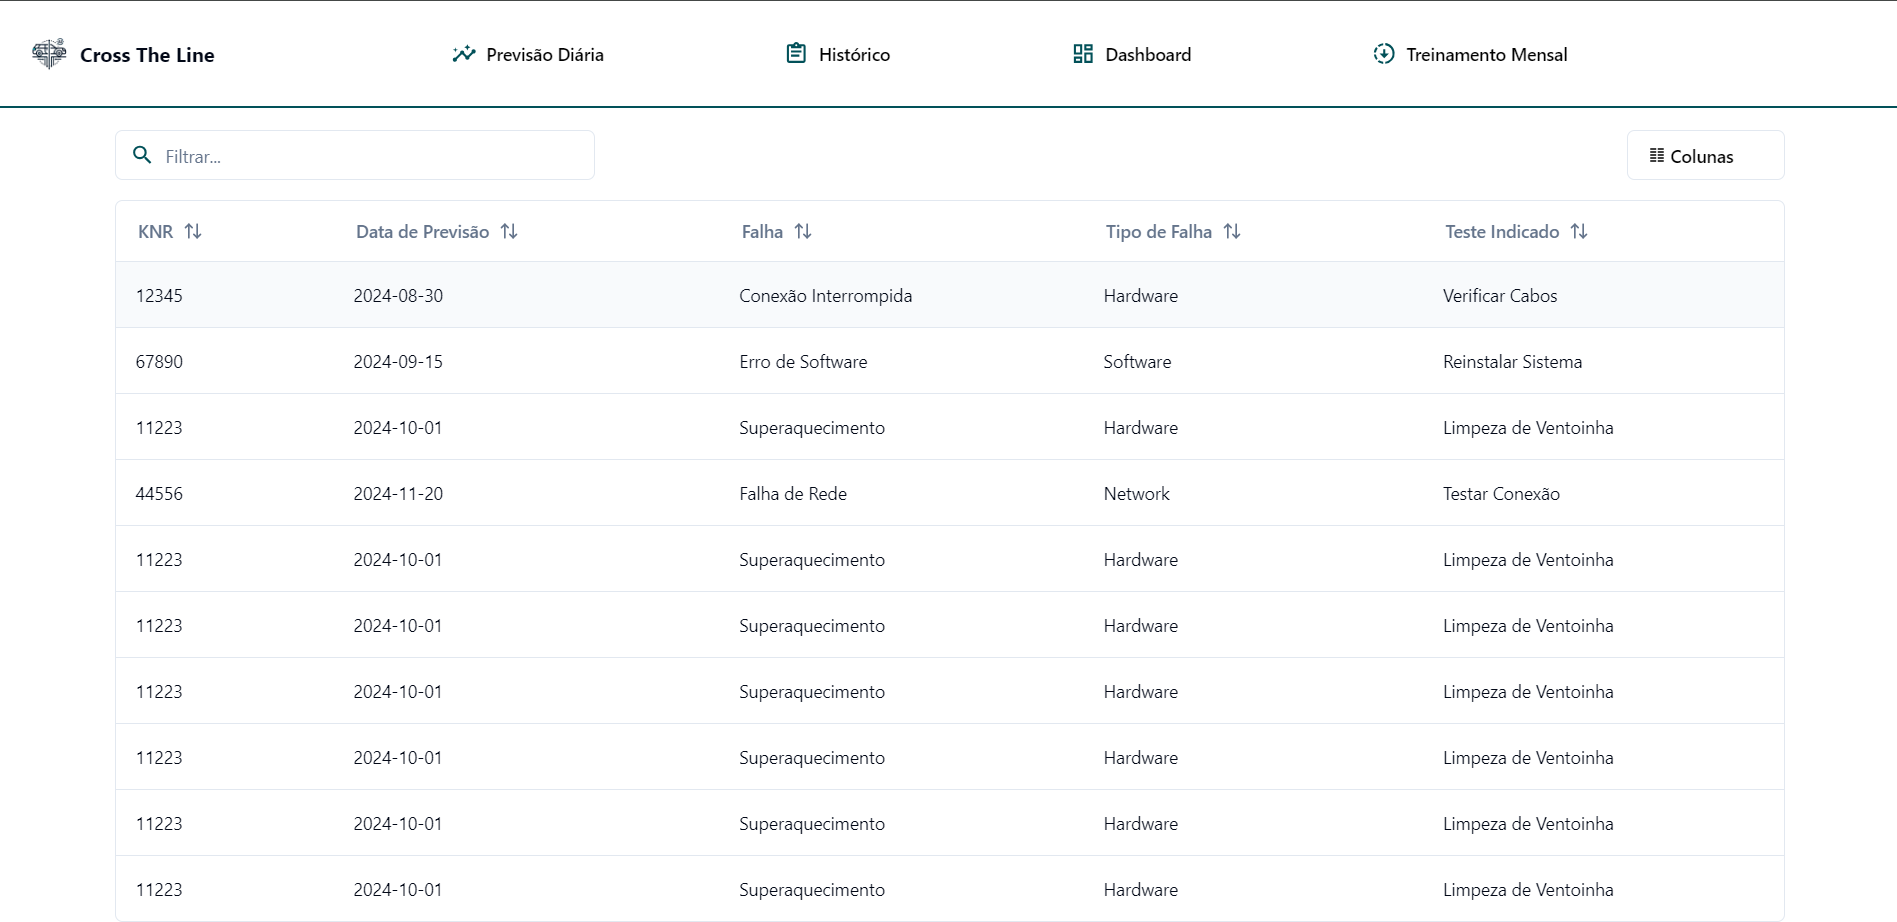 Cross The Line Previsão Diária Histórico Dashboard Treinamento Mensal
Filtrar... Colunas
KNR Data de Previsão Falha Tipo de Falha Teste Indicado
12345 2024-08-30 Conexão Interrompida Hardware Verificar Cabos
67890 2024-09-15 Erro de Software Software Reinstalar Sistema
11223 2024-10-01 Superaquecimento Hardware Limpeza de Ventoinha
44556 2024-11-20 Falha de Rede Network Testar Conexão
11223 2024-10-01 Superaquecimento Hardware Limpeza de Ventoinha
11223 2024-10-01 Superaquecimento Hardware Limpeza de Ventoinha
11223 2024-10-01 Superaquecimento Hardware Limpeza de Ventoinha
11223 2024-10-01 Superaquecimento Hardware Limpeza de Ventoinha
11223 2024-10-01 Superaquecimento Hardware Limpeza de Ventoinha
11223 2024-10-01 Superaquecimento Hardware Limpeza de Ventoinha